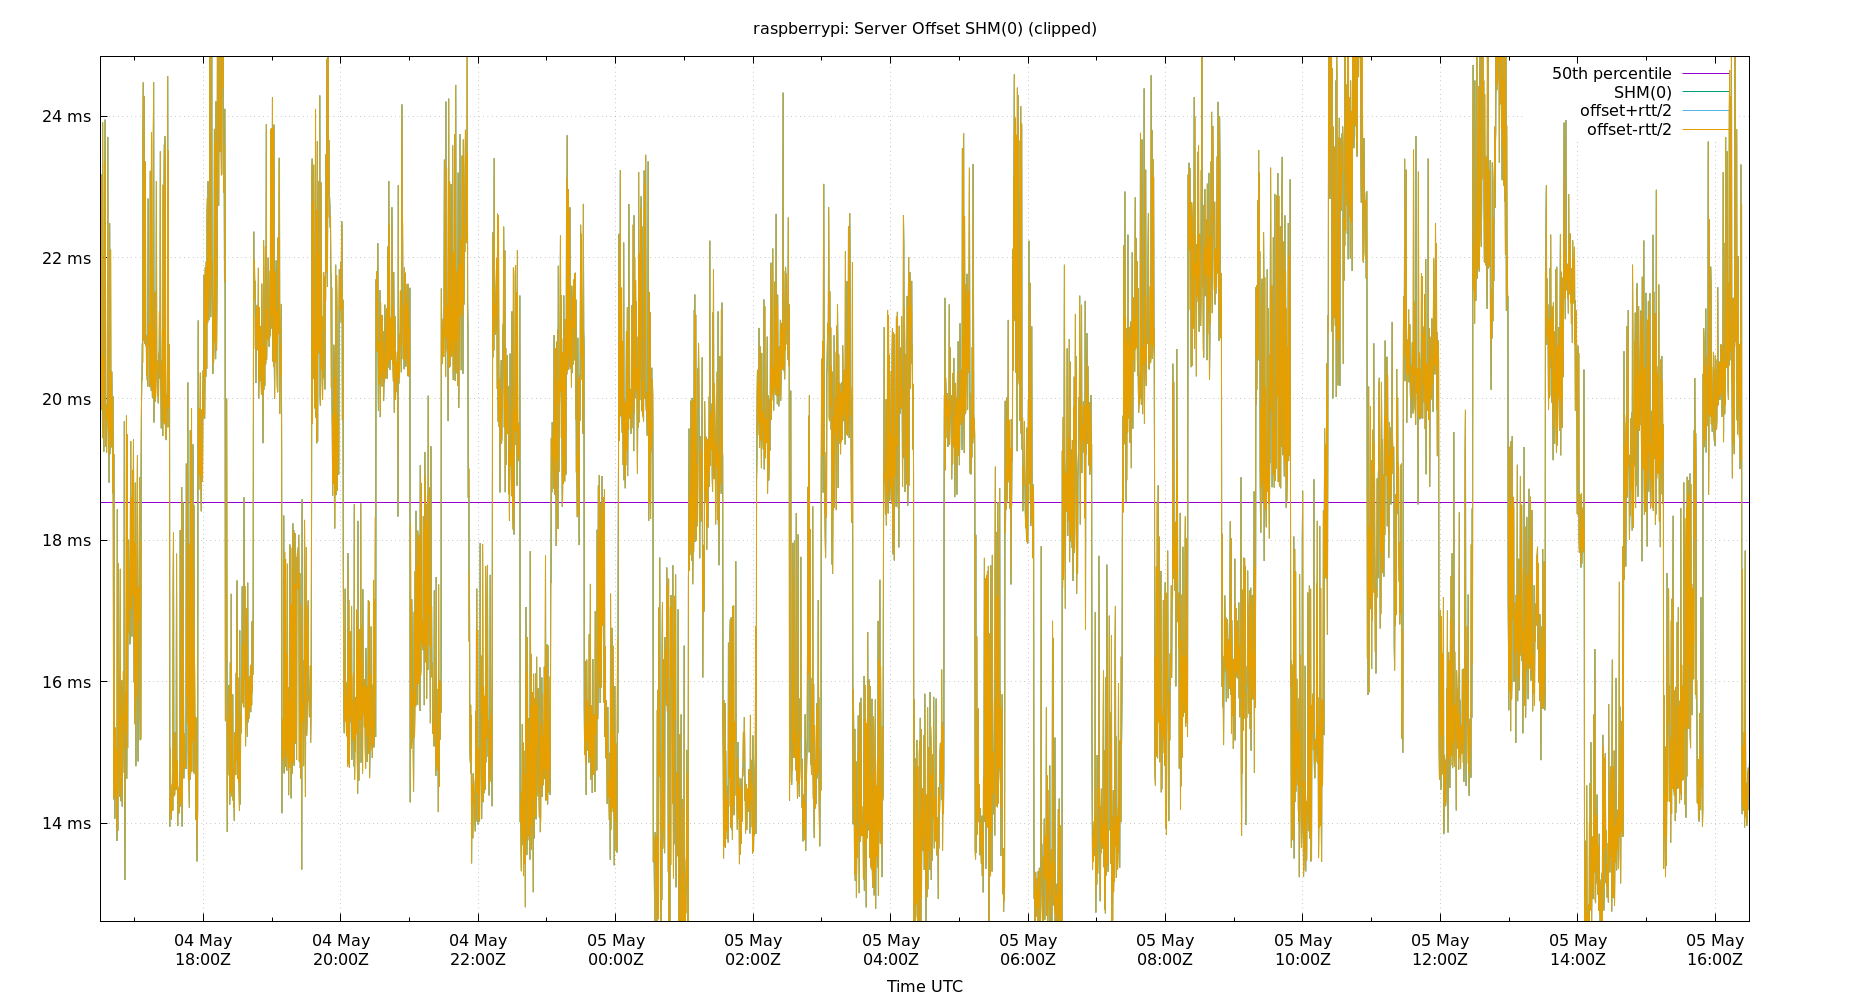 raspberrypi: Server Offset SHM(0) (clipped)
50th percentile
SHM(0)
offset+rtt/2
offset-rtt/2
24 ms
22 ms
20 ms
18 ms
16 ms
14 ms
04 May 04 May 04 May 05 May 05 May 05 May 05 May 05 May 05 May 05 May 05 May 05 May
18:00Z 20:00Z 22:00Z 00:00Z 02:00Z 04:00Z 06:00Z 08:00Z 10:00Z 12:00Z 14:00Z 16:00Z
Time UTC